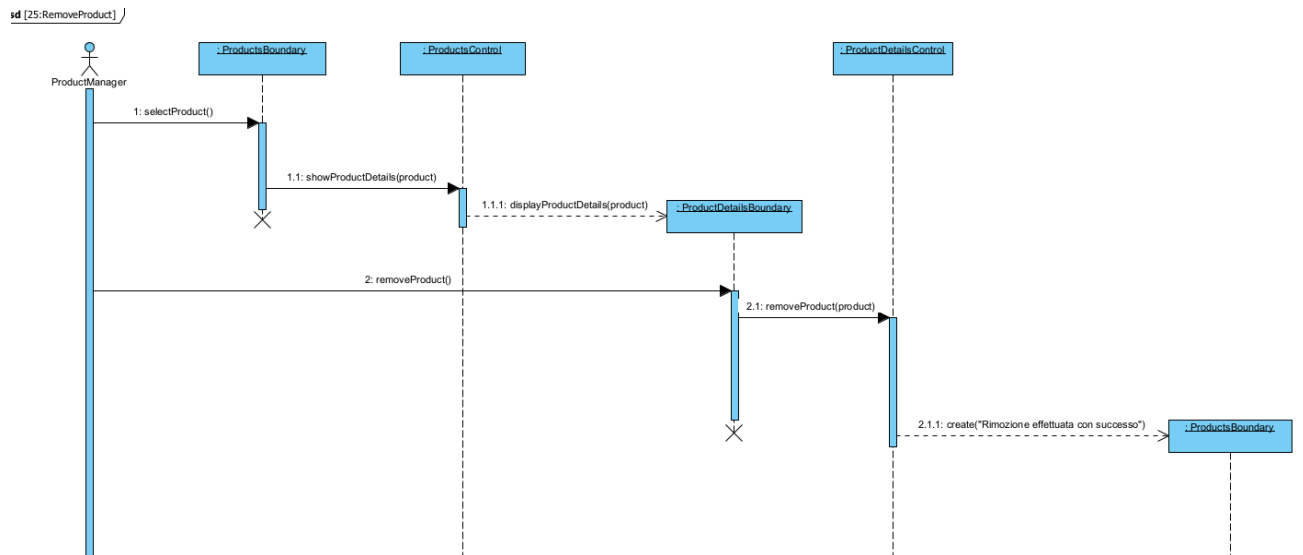 sd [25:RemoveProduct]
: ProductsBoundary
: ProductsControl
: ProductDetailsControl
ProductManager
1: selectProduct()
1.1: showProductDetails(product)
1.1.1: displayProductDetails(product)
: ProductDetailsBoundary
2: removeProduct()
2.1: removeProduct(product)
2.1.1: create("Rimozione effettuata con successo")
: ProductsBoundary